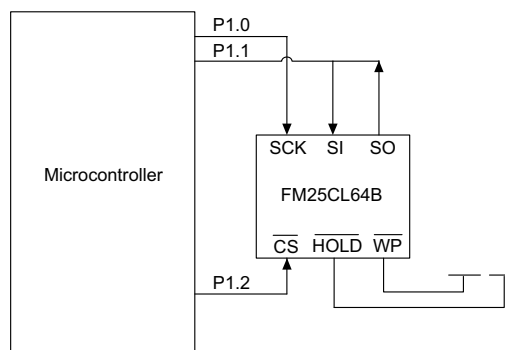 P1.0
P1.1
SCK SI SO
Microcontroller
FM25CL64B
CS HOLD WP
P1.2